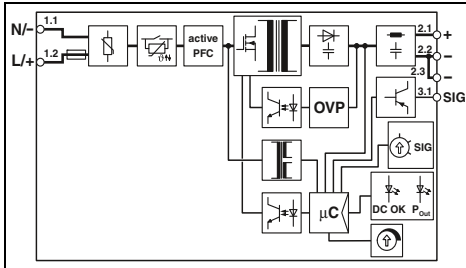 N/- 1.1
L/+ 1.2
active
PFC
2.1 +
2.2 −
2.3 −
3.1 SIG
OVP
SIG
µC
DC OK POut